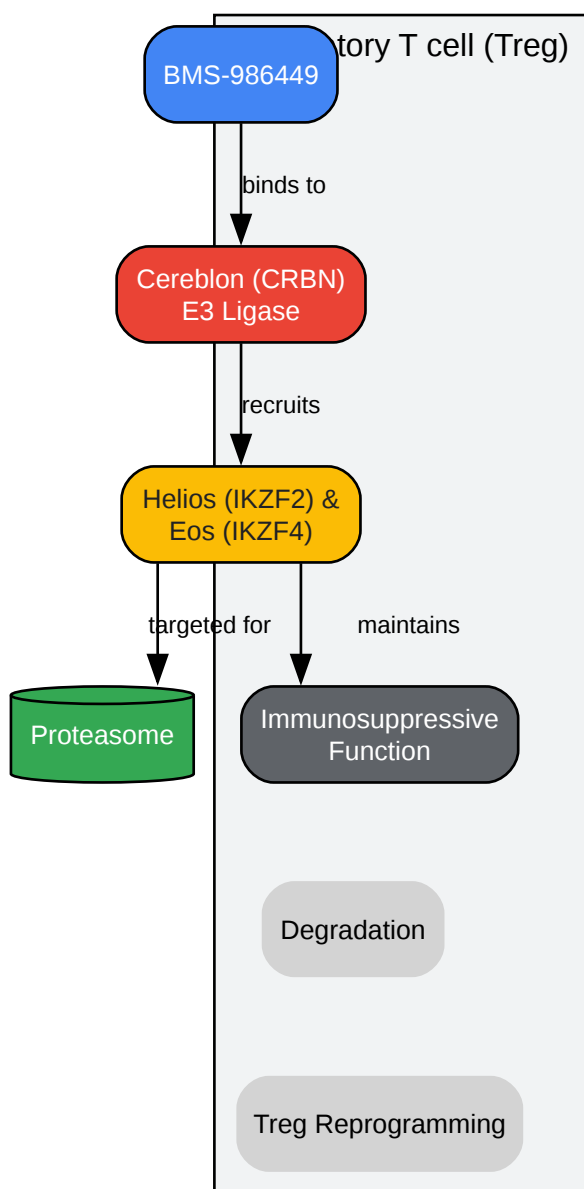 tory T cell (Treg)
BMS-986449
binds to
Cereblon (CRBN)
E3 Ligase
recruits
Helios (IKZF2) &
Eos (IKZF4)
targeted for
maintains
Proteasome
Immunosuppressive
Function
Degradation
Treg Reprogramming